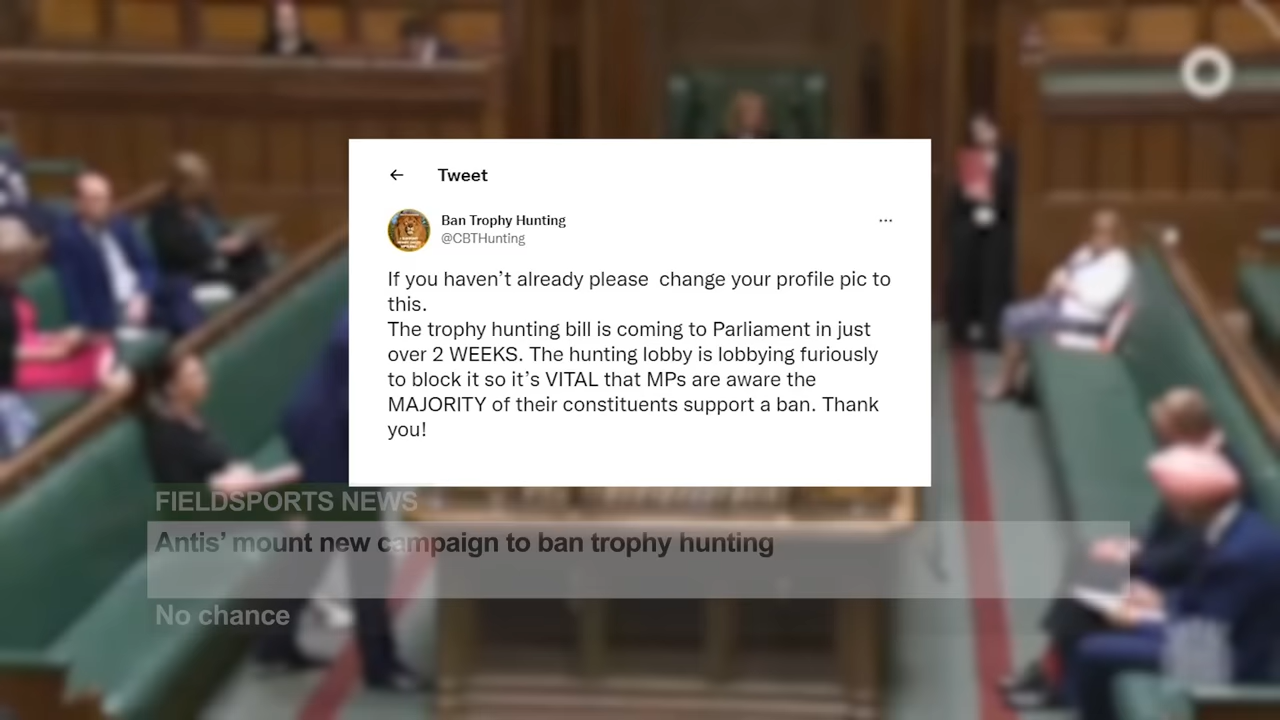 Tweet
Ban Trophy Hunting
@CBTHunting
If you haven’t already please  change your profile pic to
this.
The trophy hunting bill is coming to Parliament in just
over 2 WEEKS. The hunting lobby is lobbying furiously
to block it so it’s VITAL that MPs are aware the
MAJORITY of their constituents support a ban. Thank
you!
FIELDSPORTS NEWS
Antis’ mount new campaign to ban trophy hunting
No chance